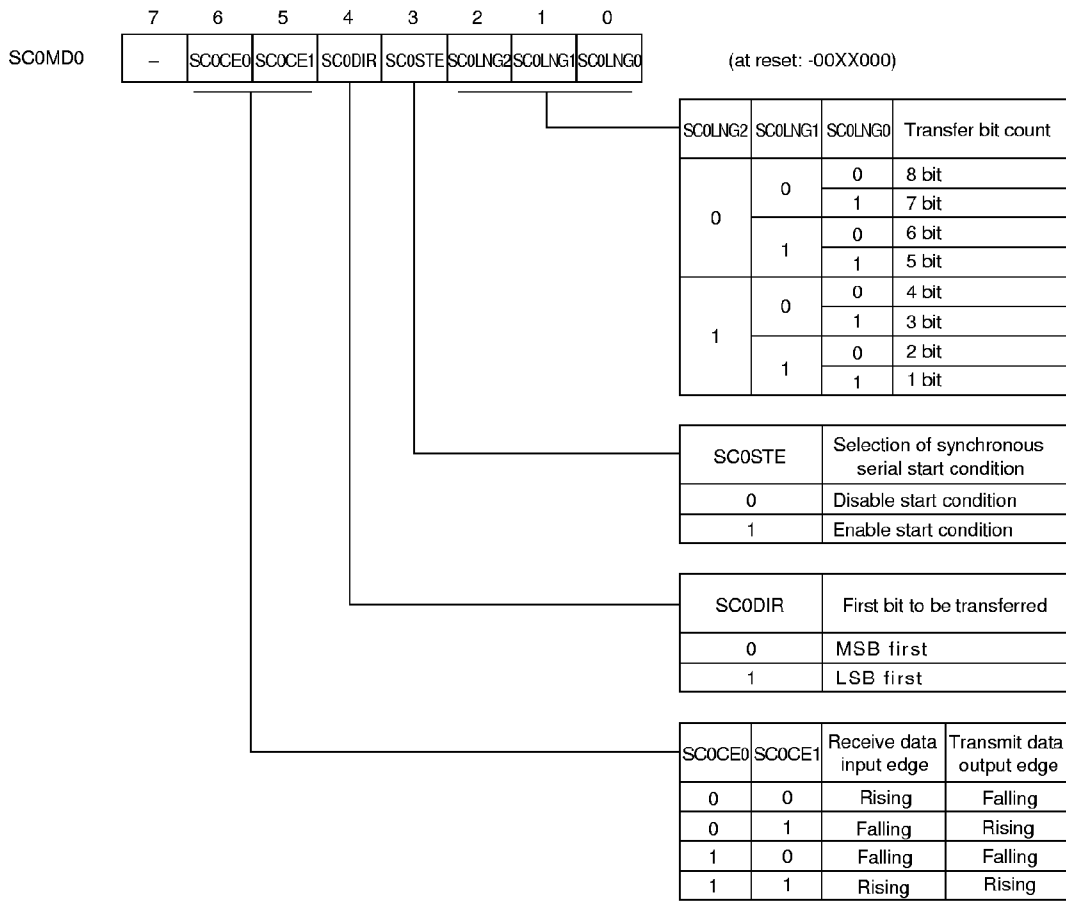 7 6 5 4 3 2 1 0
SC0MD0 – SC0CE0 SC0CE1 SC0DIR SC0STE SC0LNG2 SC0LNG1 SC0LNG0 (at reset: -00XX000)
SC0LNG2 SC0LNG1 SC0LNG0 Transfer bit count
0 0 0 8 bit
1 7 bit
1 0 6 bit
1 5 bit
1 0 0 4 bit
1 3 bit
1 0 2 bit
1 1 bit
SC0STE Selection of synchronous
serial start condition
0 Disable start condition
1 Enable start condition
SC0DIR First bit to be transferred
0 MSB first
1 LSB first
SC0CE0 SC0CE1 Receive data Transmit data
input edge output edge
0 0 Rising Falling
0 1 Falling Rising
1 0 Falling Falling
1 1 Rising Rising